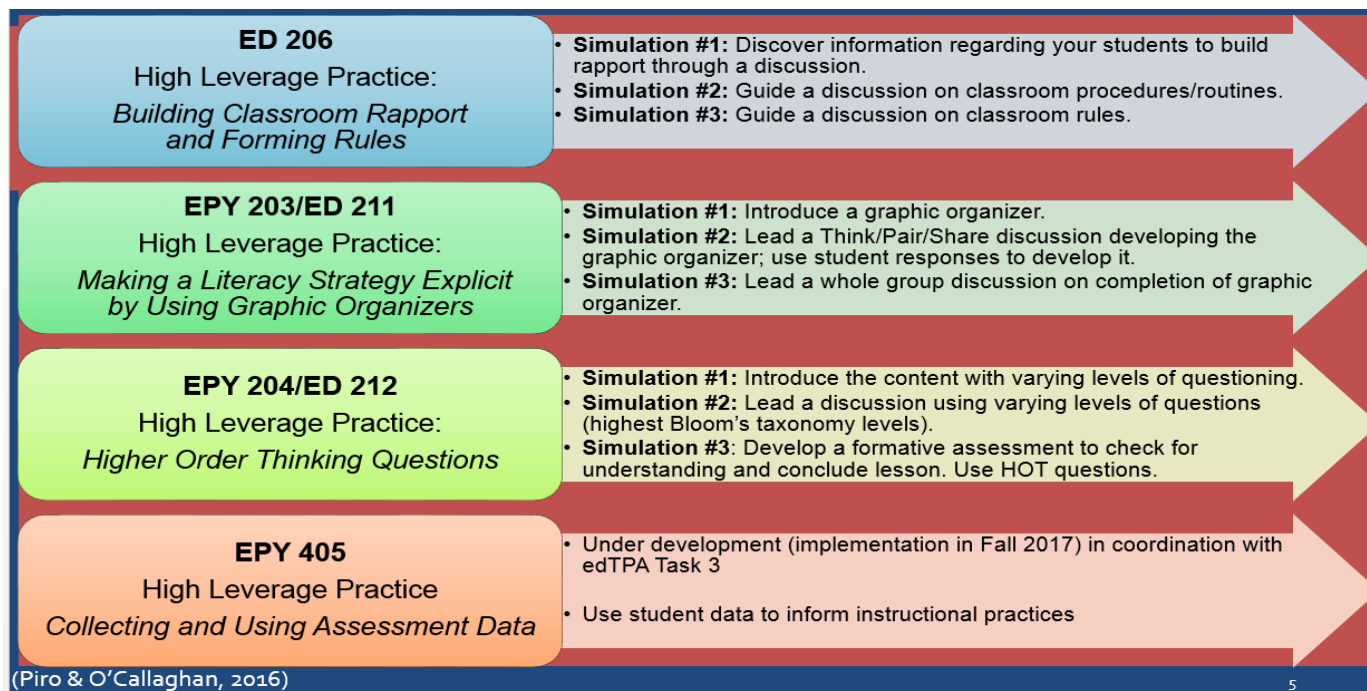 ED 206
High Leverage Practice:
Building Classroom Rapport
and Forming Rules
• Simulation #1: Discover information regarding your students to build
rapport through a discussion.
• Simulation #2: Guide a discussion on classroom procedures/routines.
• Simulation #3: Guide a discussion on classroom rules.
EPY 203/ED 211
High Leverage Practice:
Making a Literacy Strategy Explicit
by Using Graphic Organizers
• Simulation #1: Introduce a graphic organizer.
• Simulation #2: Lead a Think/Pair/Share discussion developing the
graphic organizer; use student responses to develop it.
• Simulation #3: Lead a whole group discussion on completion of graphic
organizer.
EPY 204/ED 212
High Leverage Practice:
Higher Order Thinking Questions
• Simulation #1: Introduce the content with varying levels of questioning.
• Simulation #2: Lead a discussion using varying levels of questions
(highest Bloom’s taxonomy levels).
• Simulation #3: Develop a formative assessment to check for
understanding and conclude lesson. Use HOT questions.
EPY 405
High Leverage Practice
Collecting and Using Assessment Data
• Under development (implementation in Fall 2017) in coordination with
edTPA Task 3
• Use student data to inform instructional practices
(Piro & O’Callaghan, 2016)
5